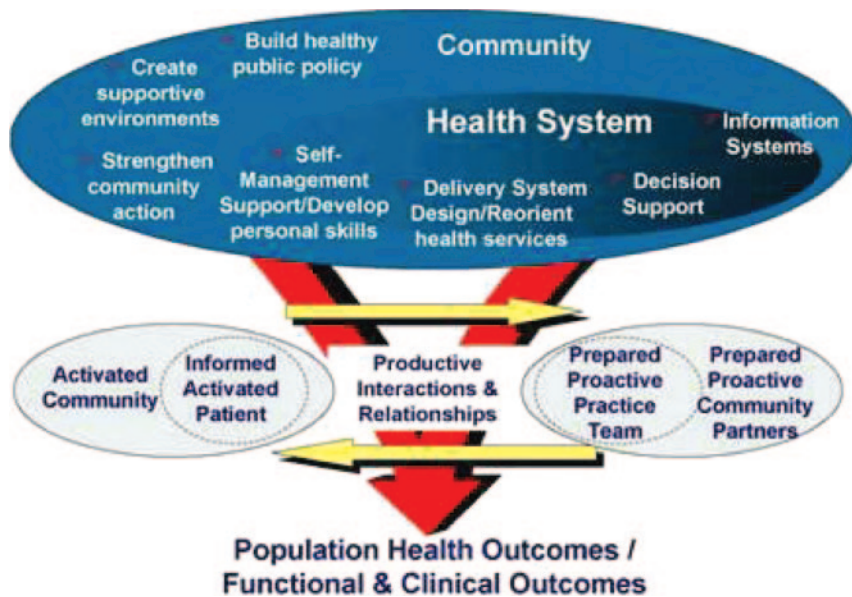 Build healthy
public policy
Community
Create
supportive
environments
Health System
Information
Systems
Strengthen
community
action
Self-
Management
Support/Develop
personal skills
Delivery System
Design/Reorient
health services
Decision
Support
Activated
Community
Informed
Activated
Patient
Productive
Interactions &
Relationships
Prepared
Proactive
Practice
Team
Prepared
Proactive
Community
Partners
Population Health Outcomes /
Functional & Clinical Outcomes